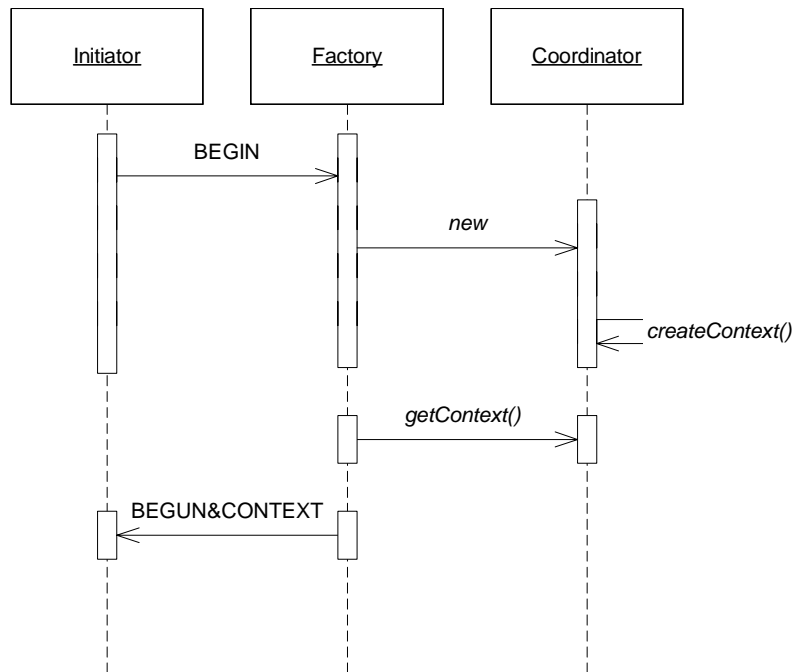 Initiator
Factory
Coordinator
BEGIN
new
createContext()
getContext()
BEGUN&CONTEXT